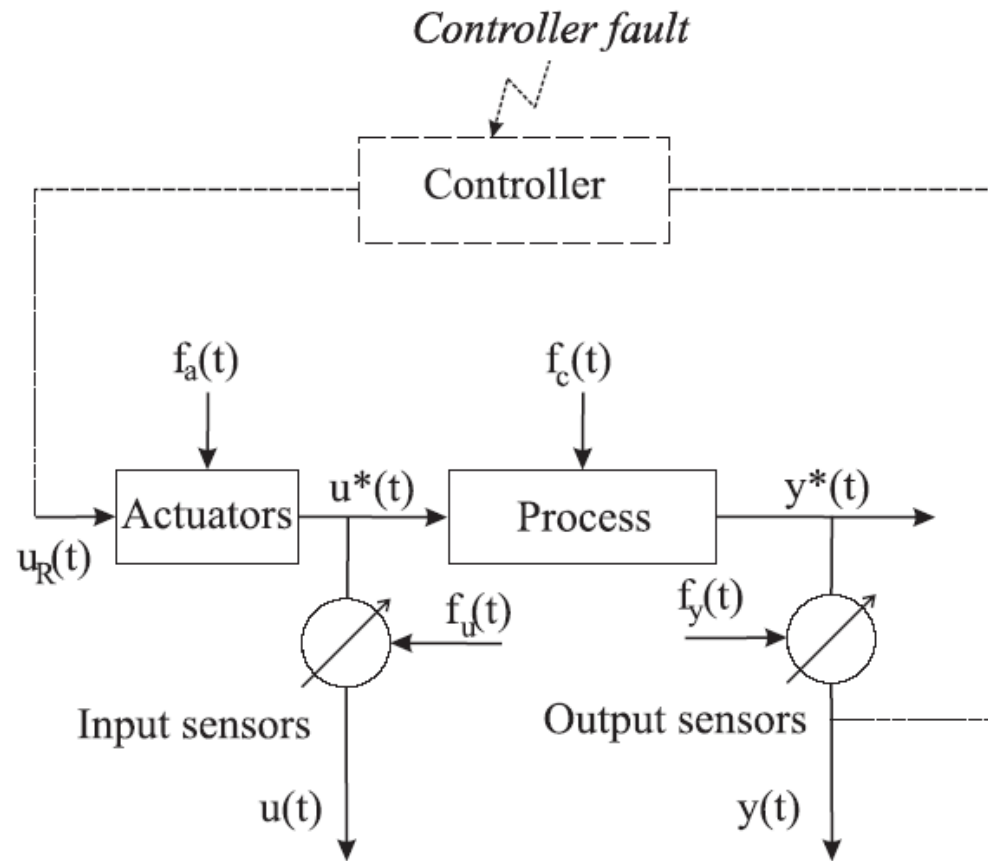 Controller fault
Controller
fa(t)
fc(t)
u*(t)
y*(t)
Actuators
Process
uR(t)
fu(t)
fy(t)
Input sensors
Output sensors
u(t)
y(t)